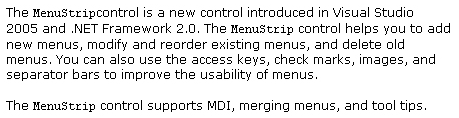 The MenuStripcontrol is a new control introduced in Visual Studio
2005 and .NET Framework 2.0. The MenuStrip control helps you to add
new menus, modify and reorder existing menus, and delete old
menus. You can also use the access keys, check marks, images, and
separator bars to improve the usability of menus.
The MenuStrip control supports MDI, merging menus, and tool tips.